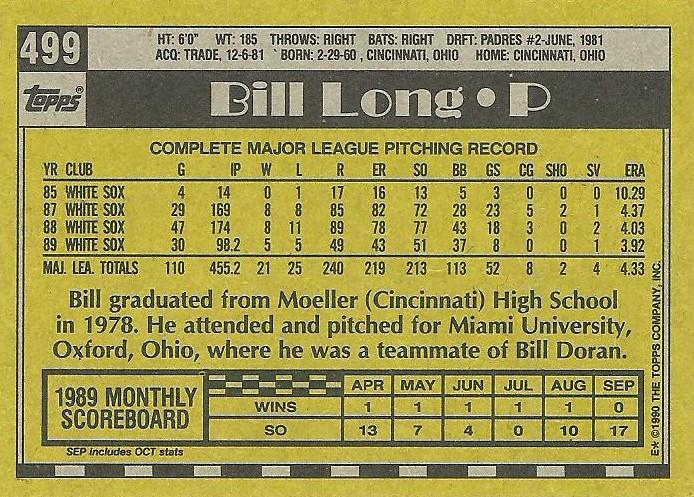 499
HT: 6'0" WT: 185 THROWS: RIGHT BATS: RIGHT DRFT: PADRES #2-JUNE, 1981
ACQ: TRADE, 12-6-81 BORN: 2-29-60, CINCINNATI, OHIO HOME: CINCINNATI, OHIO
Topps®
Bill Long • P
COMPLETE MAJOR LEAGUE PITCHING RECORD
YR CLUB G IP W L R ER SO BB GS CG SHO SV ERA
85 WHITE SOX 4 14 0 1 17 16 13 5 3 0 0 0 10.29
87 WHITE SOX 29 169 8 8 85 82 72 28 23 5 2 1 4.37
88 WHITE SOX 47 174 8 11 89 78 77 43 18 3 0 2 4.03
89 WHITE SOX 30 98.2 5 5 49 43 51 37 8 0 0 1 3.92
MAJ. LEA. TOTALS 110 455.2 21 25 240 219 213 113 52 8 2 4 4.33
Bill graduated from Moeller (Cincinnati) High School
in 1978. He attended and pitched for Miami University,
Oxford, Ohio, where he was a teammate of Bill Doran.
1989 MONTHLY
SCOREBOARD
APR MAY JUN JUL AUG SEP
WINS 1 1 1 1 1 0
SO 13 7 4 0 10 17
SEP includes OCT stats
E* ©1990 THE TOPPS COMPANY, INC.